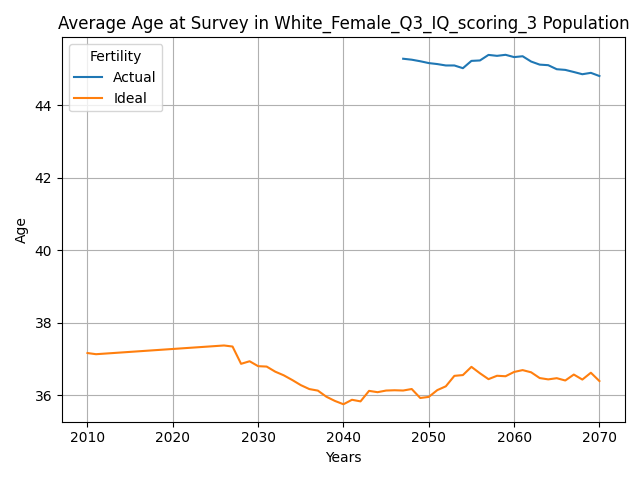 Average Age at Survey in White_Female_Q3_IQ_scoring_3 Population
Fertility
Actual
Ideal
Age
44
42
40
38
36
2010 2020 2030 2040 2050 2060 2070
Years